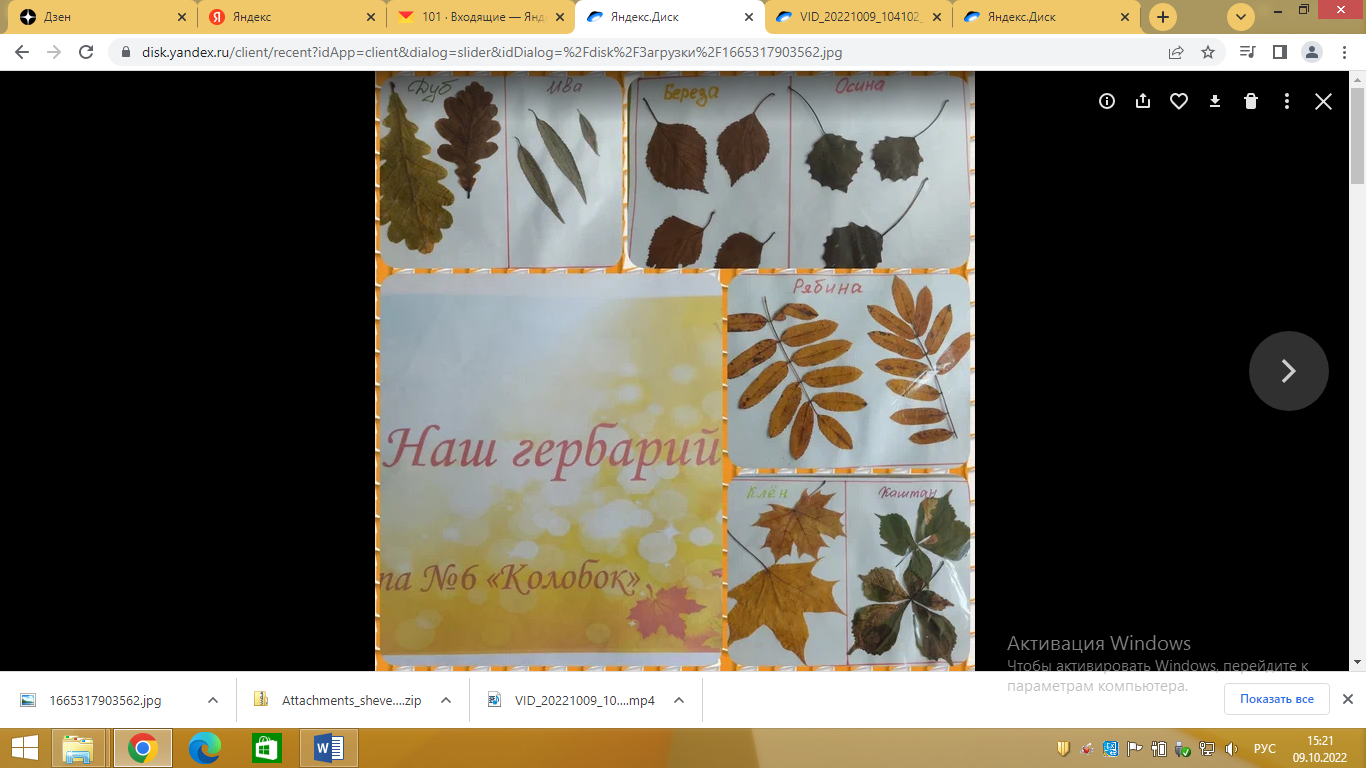 Дзен
Яндекс
101 · Входящие — Янд
Яндекс.Диск
VID_20221009_104102_
Яндекс.Диск
disk.yandex.ru/client/recent?idApp=client&dialog=slider&idDialog=%2Fdisk%2FЗагрузки%2F1665317903562.jpg
Дуб
Ива
Береза
Осина
Рябина
Наш гербарий
па №6 «Колобок»
Клён
Каштан
Активация Windows
Чтобы активировать Windows, перейдите к
параметрам компьютера.
1665317903562.jpg
Attachments_sheve....zip
VID_20221009_10....mp4
Показать все
РУС
15:21
09.10.2022